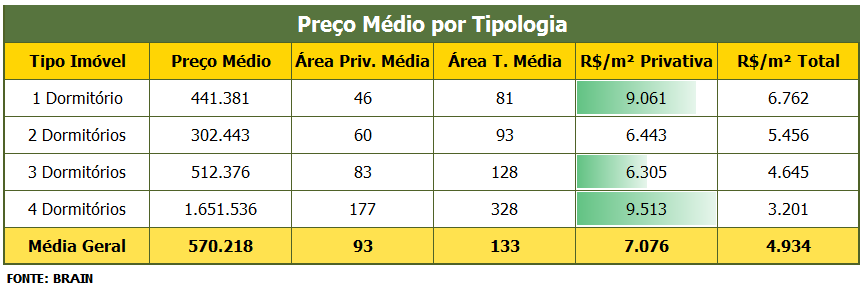 Preço Médio por Tipologia
Tipo Imóvel Preço Médio Área Priv. Média Área T. Média R$/m² Privativa R$/m² Total
1 Dormitório 441.381 46 81 9.061 6.762
2 Dormitórios 302.443 60 93 6.443 5.456
3 Dormitórios 512.376 83 128 6.305 4.645
4 Dormitórios 1.651.536 177 328 9.513 3.201
Média Geral 570.218 93 133 7.076 4.934
FONTE: BRAIN